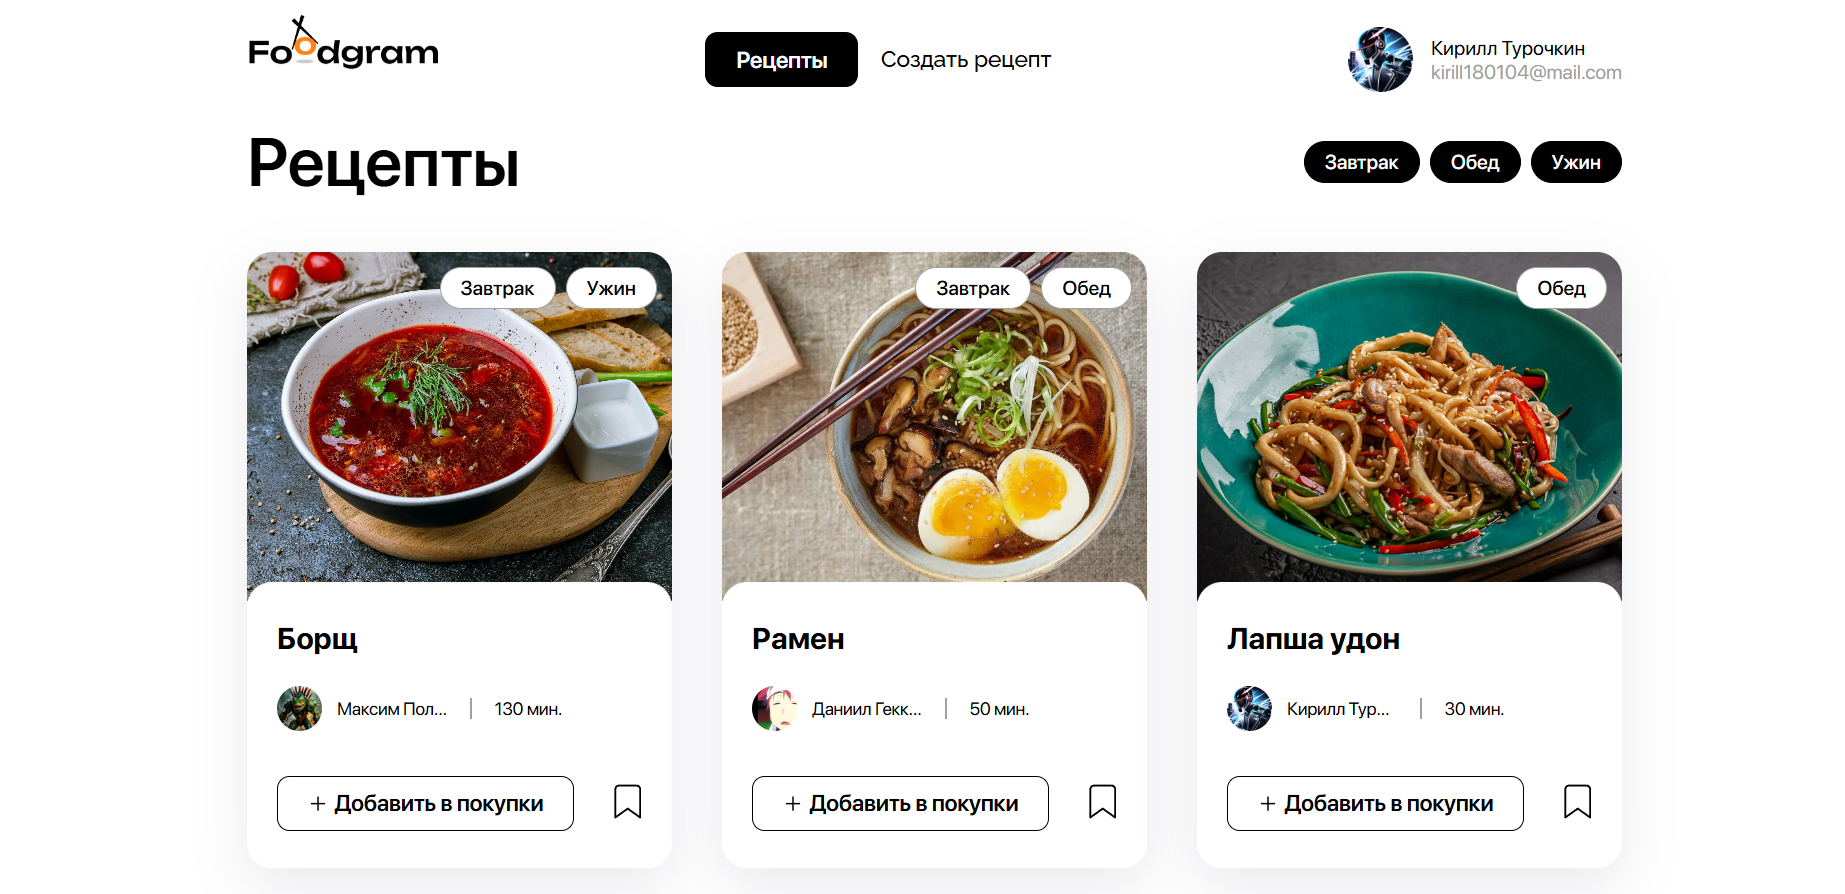 Foodgram
Рецепты
Создать рецепт
Кирилл Турочкин
kirill180104@mail.com
Рецепты
Завтрак
Обед
Ужин
Завтрак
Ужин
Борщ
Максим Пол...
130 мин.
+ Добавить в покупки
Завтрак
Обед
Рамен
Даниил Гекк...
50 мин.
+ Добавить в покупки
Обед
Лапша удон
Кирилл Тур...
30 мин.
+ Добавить в покупки